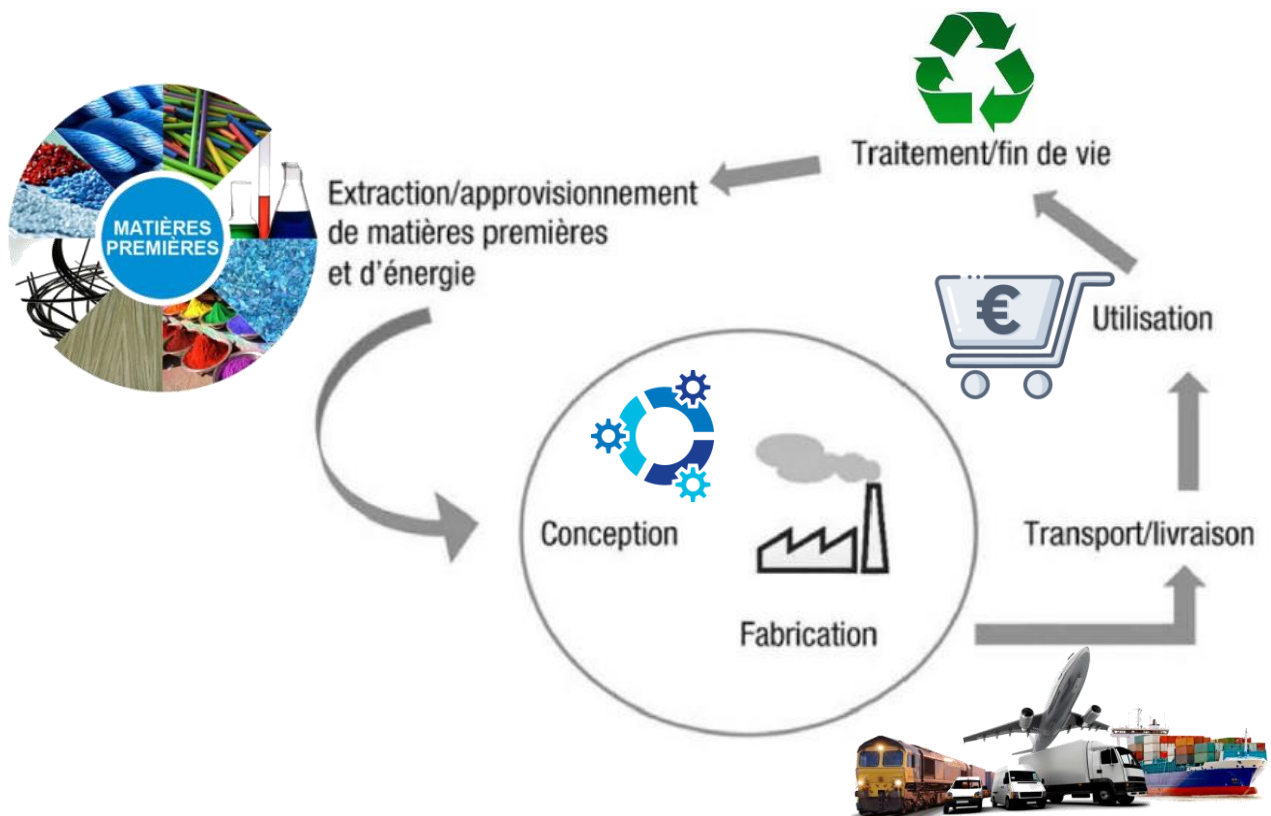 MATIÈRES
PREMIÈRES
Extraction/approvisionnement
de matières premières
et d'énergie
Traitement/fin de vie
€
Utilisation
Conception
Fabrication
Transport/livraison